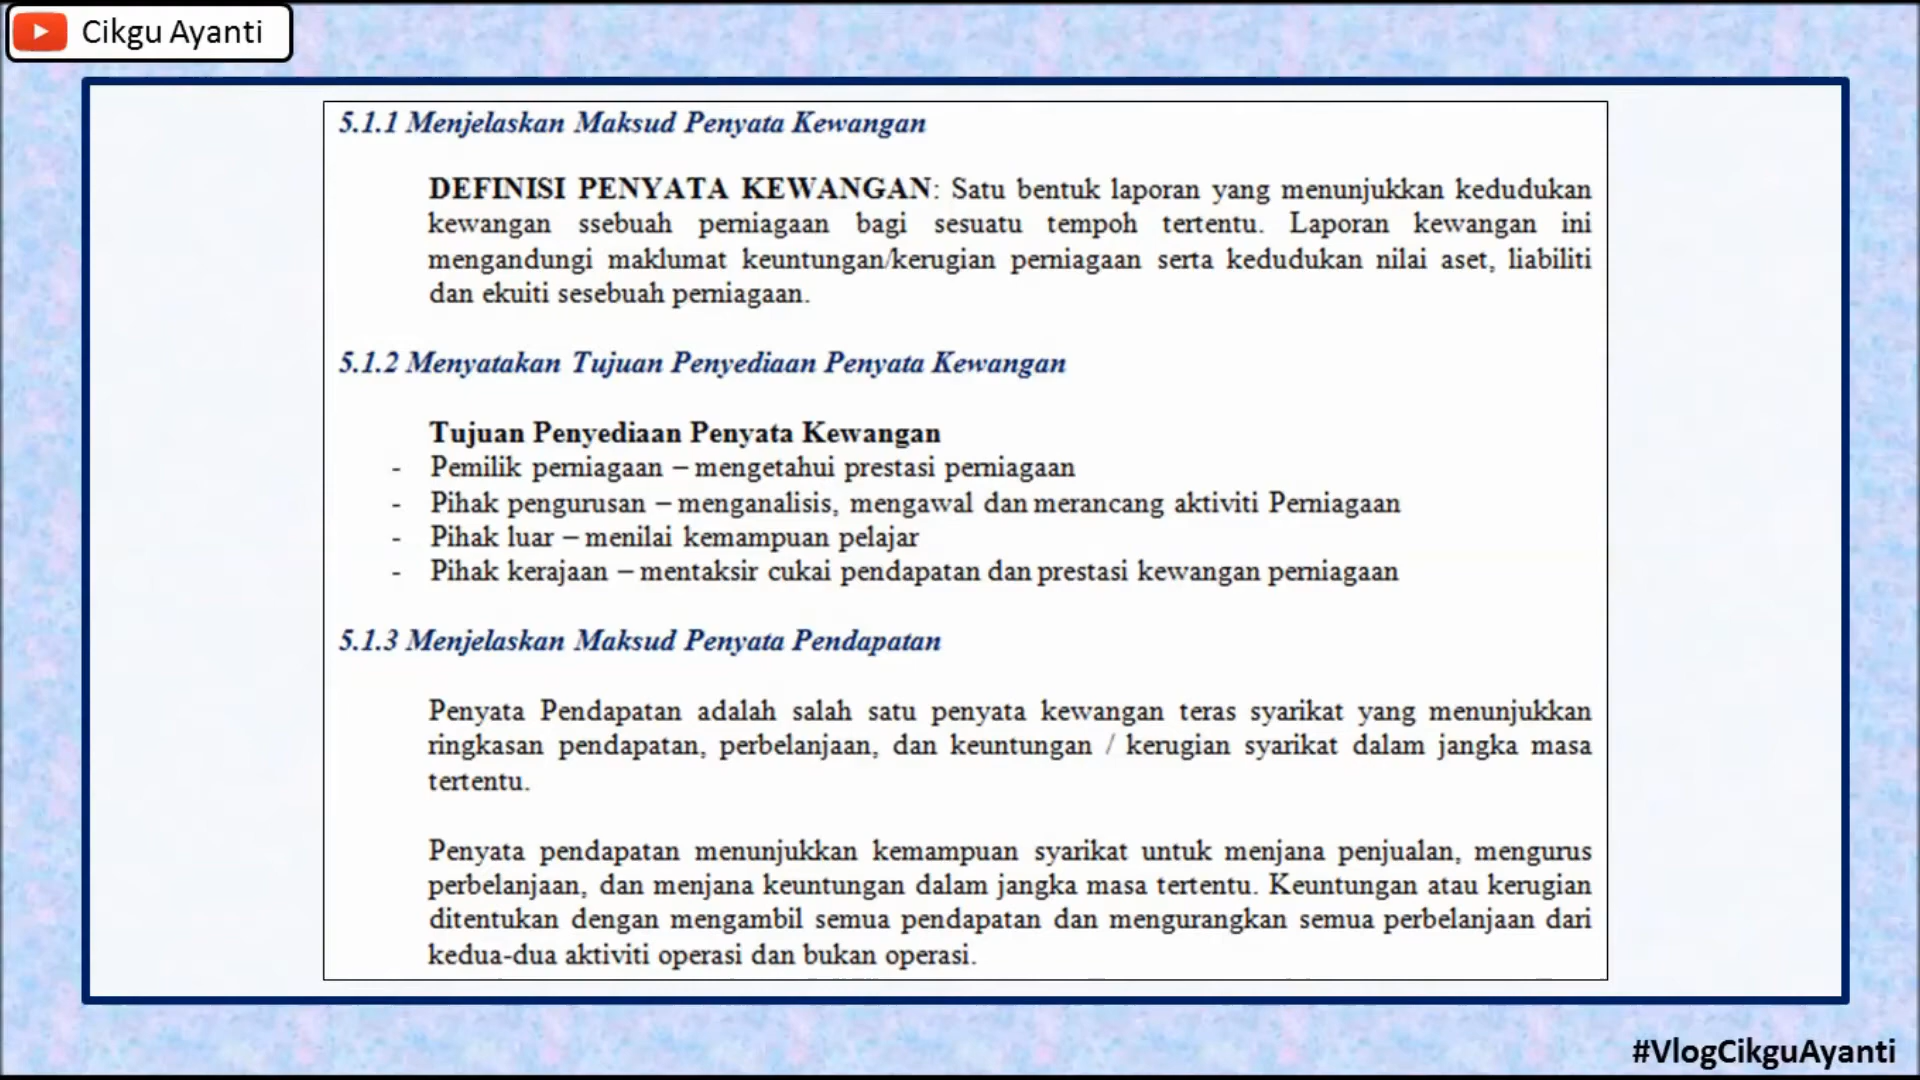 Cikgu Ayanti
5.1.1 Menjelaskan Maksud Penyata Kewangan
DEFINISI PENYATA KEWANGAN: Satu bentuk laporan yang menunjukkan kedudukan
kewangan ssebuah perniagaan bagi sesuatu tempoh tertentu. Laporan kewangan ini
mengandungi maklumat keuntungan/kerugian perniagaan serta kedudukan nilai aset, liabiliti
dan ekuiti sesebuah perniagaan.
5.1.2 Menyatakan Tujuan Penyediaan Penyata Kewangan
Tujuan Penyediaan Penyata Kewangan
- Pemilik perniagaan – mengetahui prestasi perniagaan
- Pihak pengurusan – menganalisis, mengawal dan merancang aktiviti Perniagaan
- Pihak luar – menilai kemampuan pelajar
- Pihak kerajaan – mentaksir cukai pendapatan dan prestasi kewangan perniagaan
5.1.3 Menjelaskan Maksud Penyata Pendapatan
Penyata Pendapatan adalah salah satu penyata kewangan teras syarikat yang menunjukkan
ringkasan pendapatan, perbelanjaan, dan keuntungan / kerugian syarikat dalam jangka masa
tertentu.
Penyata pendapatan menunjukkan kemampuan syarikat untuk menjana penjualan, mengurus
perbelanjaan, dan menjana keuntungan dalam jangka masa tertentu. Keuntungan atau kerugian
ditentukan dengan mengambil semua pendapatan dan mengurangkan semua perbelanjaan dari
kedua-dua aktiviti operasi dan bukan operasi.
#VlogCikguAyanti